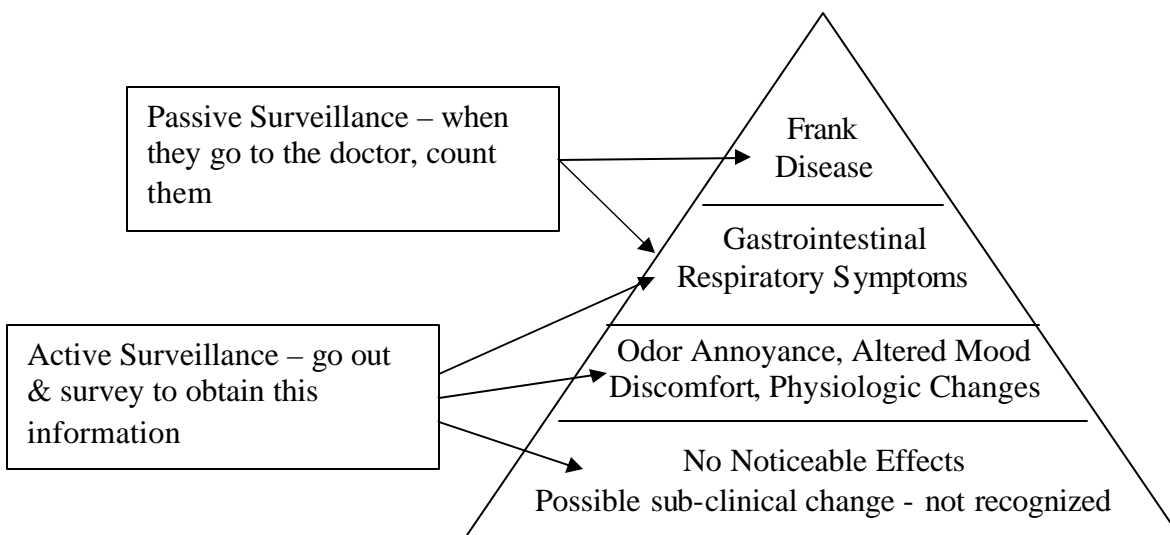 Passive Surveillance – when
they go to the doctor, count
them
Frank
Disease
Gastrointestinal
Respiratory Symptoms
Active Surveillance – go out
& survey to obtain this
information
Odor Annoyance, Altered Mood
Discomfort, Physiologic Changes
No Noticeable Effects
Possible sub-clinical change - not recognized